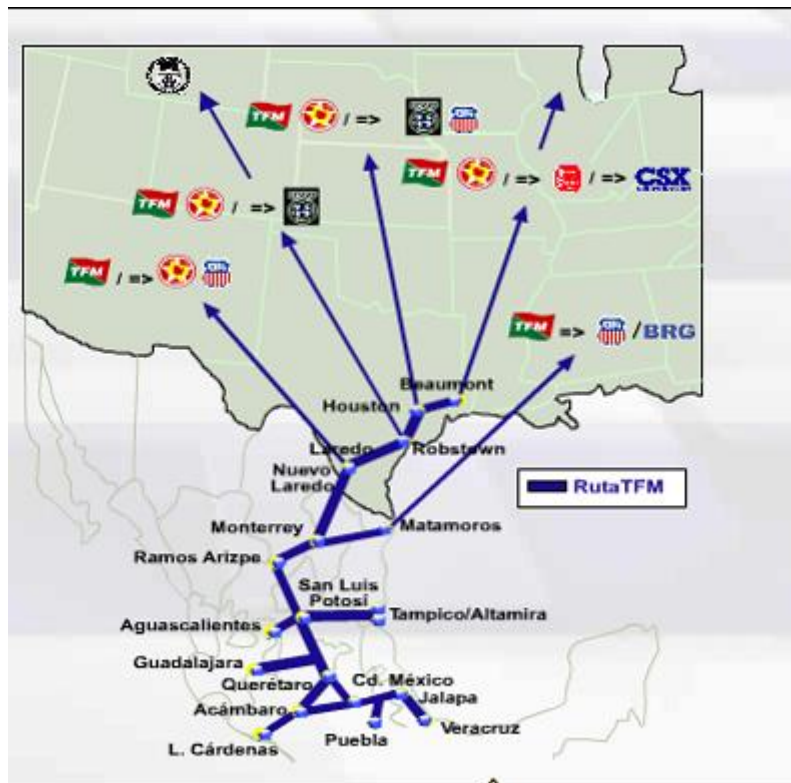 TFM / =>
TFM / => / => CSX
TFM / =>
TFM / =>
TFM => / BRG
Beaumont
Houston
Laredo
Robstown
Nuevo
Laredo
RutaTFM
Monterrey
Matamoros
Ramos Arizpe
San Luis
Potosí
Tampico/Altamira
Aguascalientes
Guadalajara
Querétaro
Cd. México
Jalapa
Acámbaro
Veracruz
Puebla
L. Cárdenas